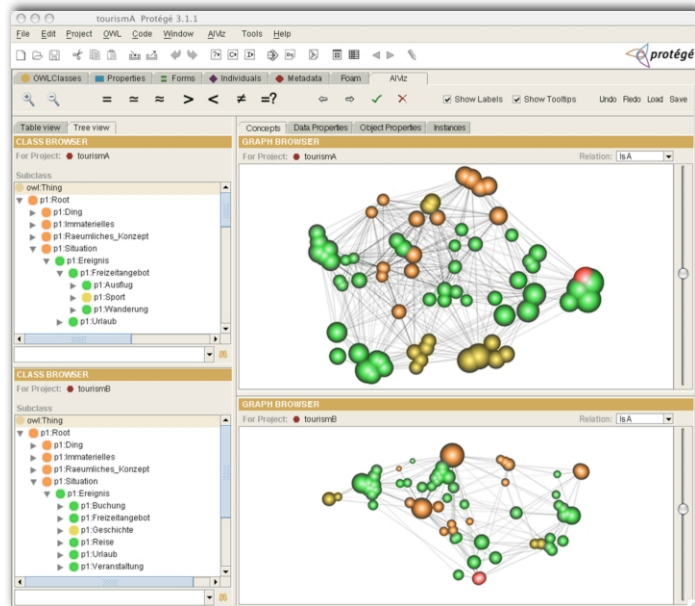 tourismA Protégé 3.1.1
File Edit Project OWL Code Window AlViz Tools Help
protégé
OWLClasses Properties Forms Individuals Metadata Foam AlViz
= ≃ ≈ > < ≠ =? Show Labels Show Tooltips Undo Redo Load Save
Table view Tree view
CLASS BROWSER
For Project: tourismA
Subclass
owl:Thing
p1:Root
p1:Ding
p1:Immaterielles
p1:Raeumliches_Konzept
p1:Situation
p1:Ereignis
p1:Freizeitangebot
p1:Ausflug
p1:Sport
p1:Wanderung
p1:Urlaub
Concepts Data Properties Object Properties Instances
GRAPH BROWSER
For Project: tourismA Relation: IsA
CLASS BROWSER
For Project: tourismB
Subclass
owl:Thing
p1:Root
p1:Ding
p1:Immaterielles
p1:Raeumliches_Konzept
p1:Situation
p1:Ereignis
p1:Buchung
p1:Freizeitangebot
p1:Geschichte
p1:Reise
p1:Urlaub
p1:Veranstaltung
GRAPH BROWSER
For Project: tourismB Relation: IsA